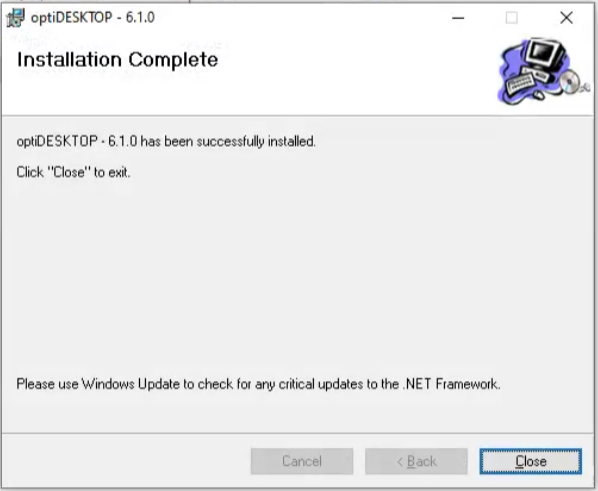 optiDESKTOP - 6.1.0
Installation Complete
optiDESKTOP - 6.1.0 has been successfully installed.
Click "Close" to exit.
Please use Windows Update to check for any critical updates to the .NET Framework.
Cancel < Back Close